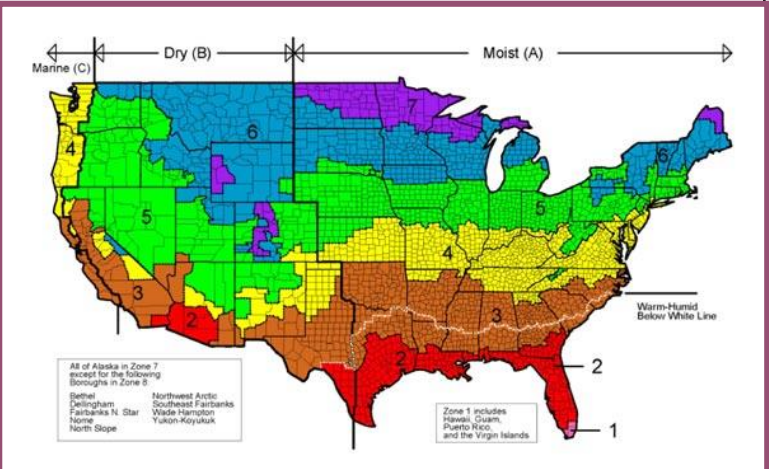 Marine (C)
Dry (B)
Moist (A)
7
6
6
4
5
5
4
3
3
2
2
Warm-Humid
Below White Line
2
1
All of Alaska in Zone 7
except for the following
Boroughs in Zone 8:
Bethel
Dellingham
Fairbanks N. Star
Nome
North Slope
Northwest Arctic
Southeast Fairbanks
Wade Hampton
Yukon-Koyukuk
Zone 1 includes
Hawaii, Guam,
Puerto Rico,
and the Virgin Islands